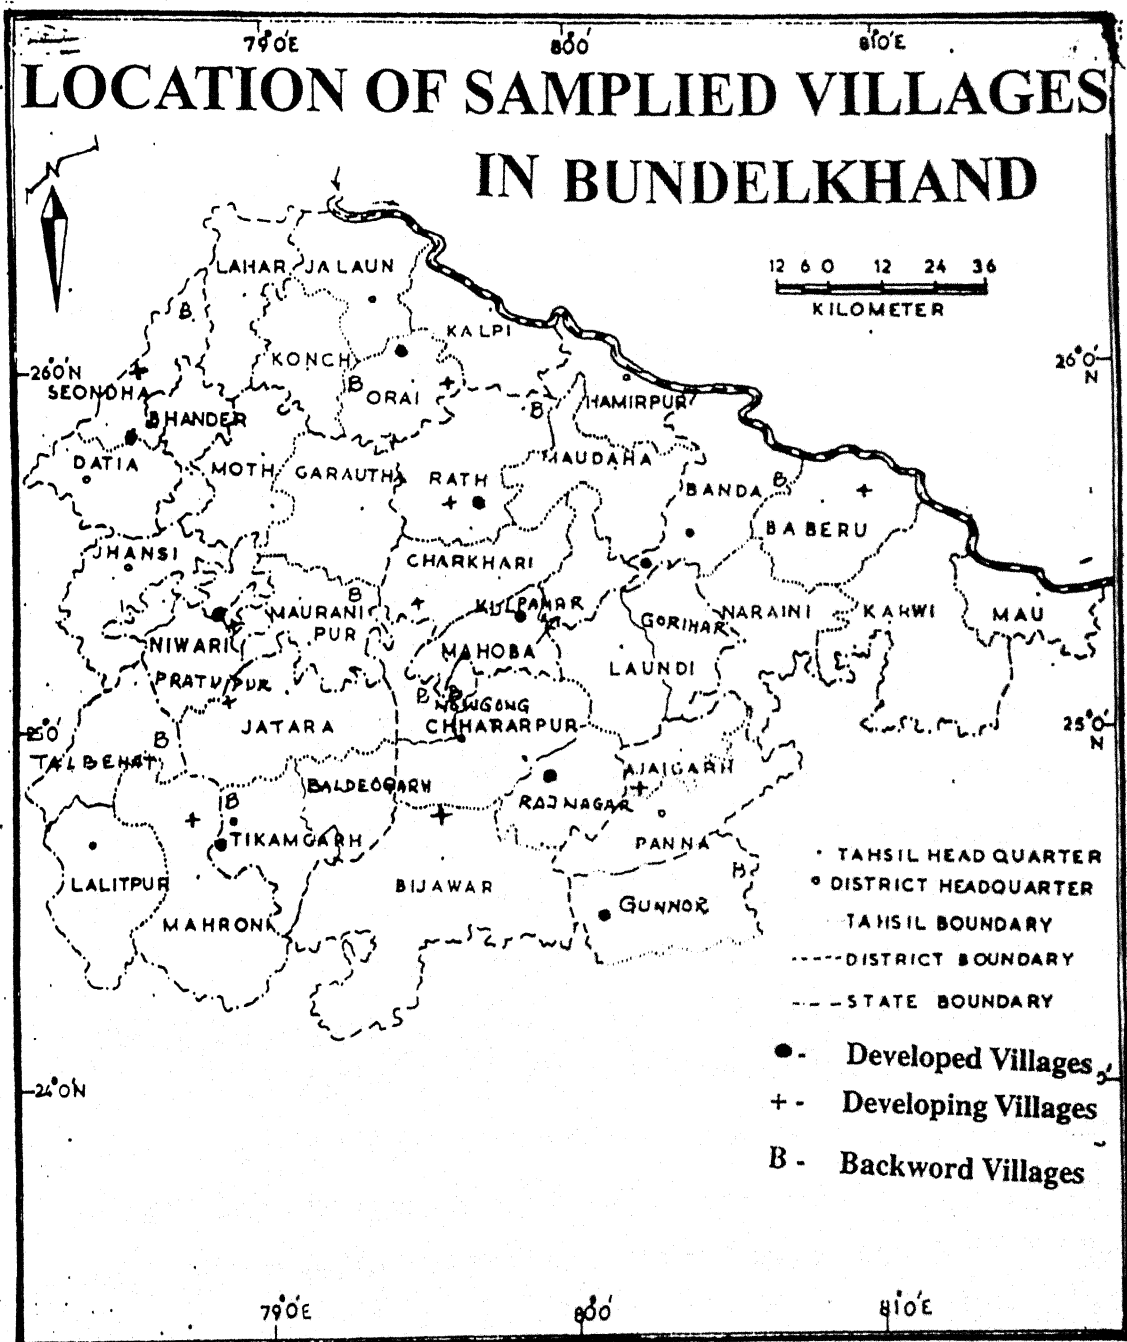 79°0'E 80°0' 81°0'E
LOCATION OF SAMPLIED VILLAGES
IN BUNDELKHAND
N
12 6 0 12 24 36
KILOMETER
LAHAR JALAUN
B
KALPI
KONCH
26°0'N
26°0'
N
SEONDHA
B
ORAI
HAMIRPUR
B
BHANDER
DATIA
MOTH
GARAUTHA
RATH
MAUDAHA
BANDA
B
BABERU
JHANSI
CHARKHARI
B
MAURANI
PUR
KULPAHAR
GORIHAR
NARAINI
KARWI
MAU
NIWARI
MAHOBA
LAUNDI
PRATUPUR
B B
NOWGONG
JATARA
CHHATARPUR
25°0'
25°0'
N
B
TALBEHAT
AJAIGARH
BALDEOGARH
B
RAJNAGAR
TIKAMGARH
PANNA
LALITPUR
BIJAWAR
B
GUNNOR
MAHRONI
TAHSIL HEAD QUARTER
DISTRICT HEADQUARTER
TAHSIL BOUNDARY
DISTRICT BOUNDARY
STATE BOUNDARY
- Developed Villages
+ - Developing Villages
B - Backword Villages
24°0'N
79°0'E 80°0' 81°0'E